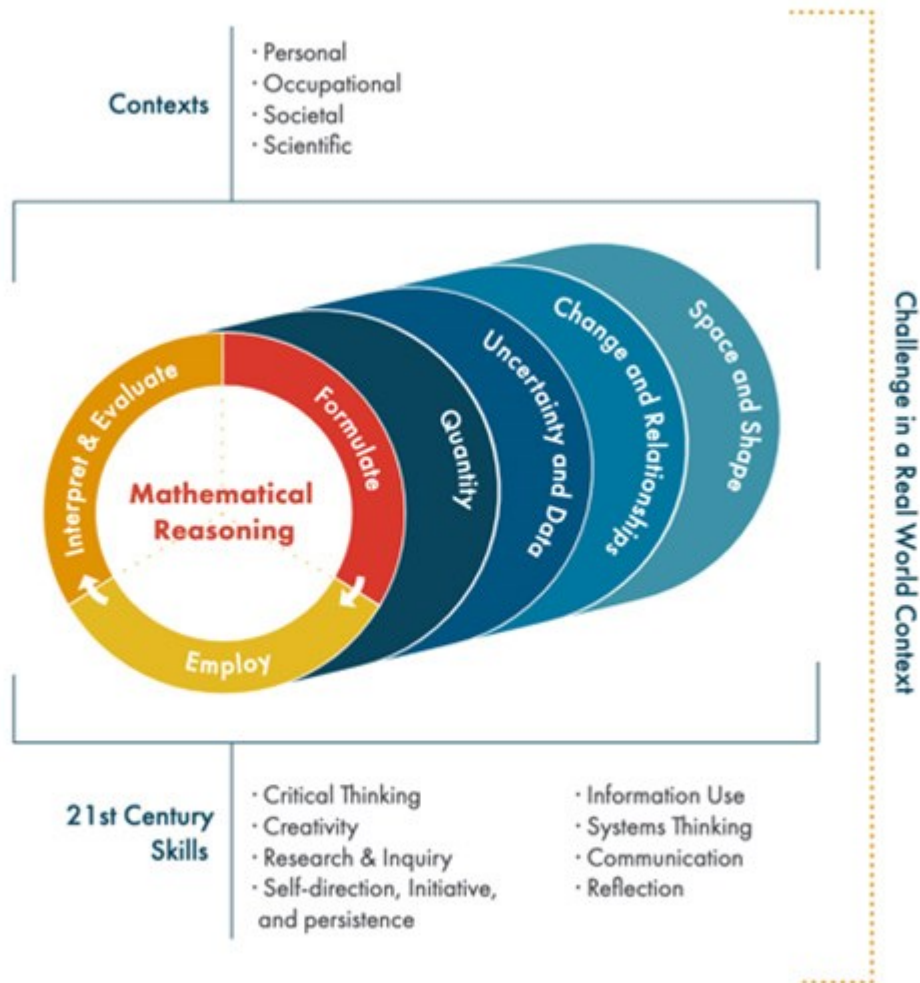 Contexts
· Personal
· Occupational
· Societal
· Scientific
Interpret & Evaluate
Formulate
Employ
Mathematical
Reasoning
Quantity
Uncertainty and Data
Change and Relationships
Space and Shape
Challenge in a Real World Context
21st Century
Skills
· Critical Thinking
· Creativity
· Research & Inquiry
· Self-direction, Initiative,
and persistence
· Information Use
· Systems Thinking
· Communication
· Reflection